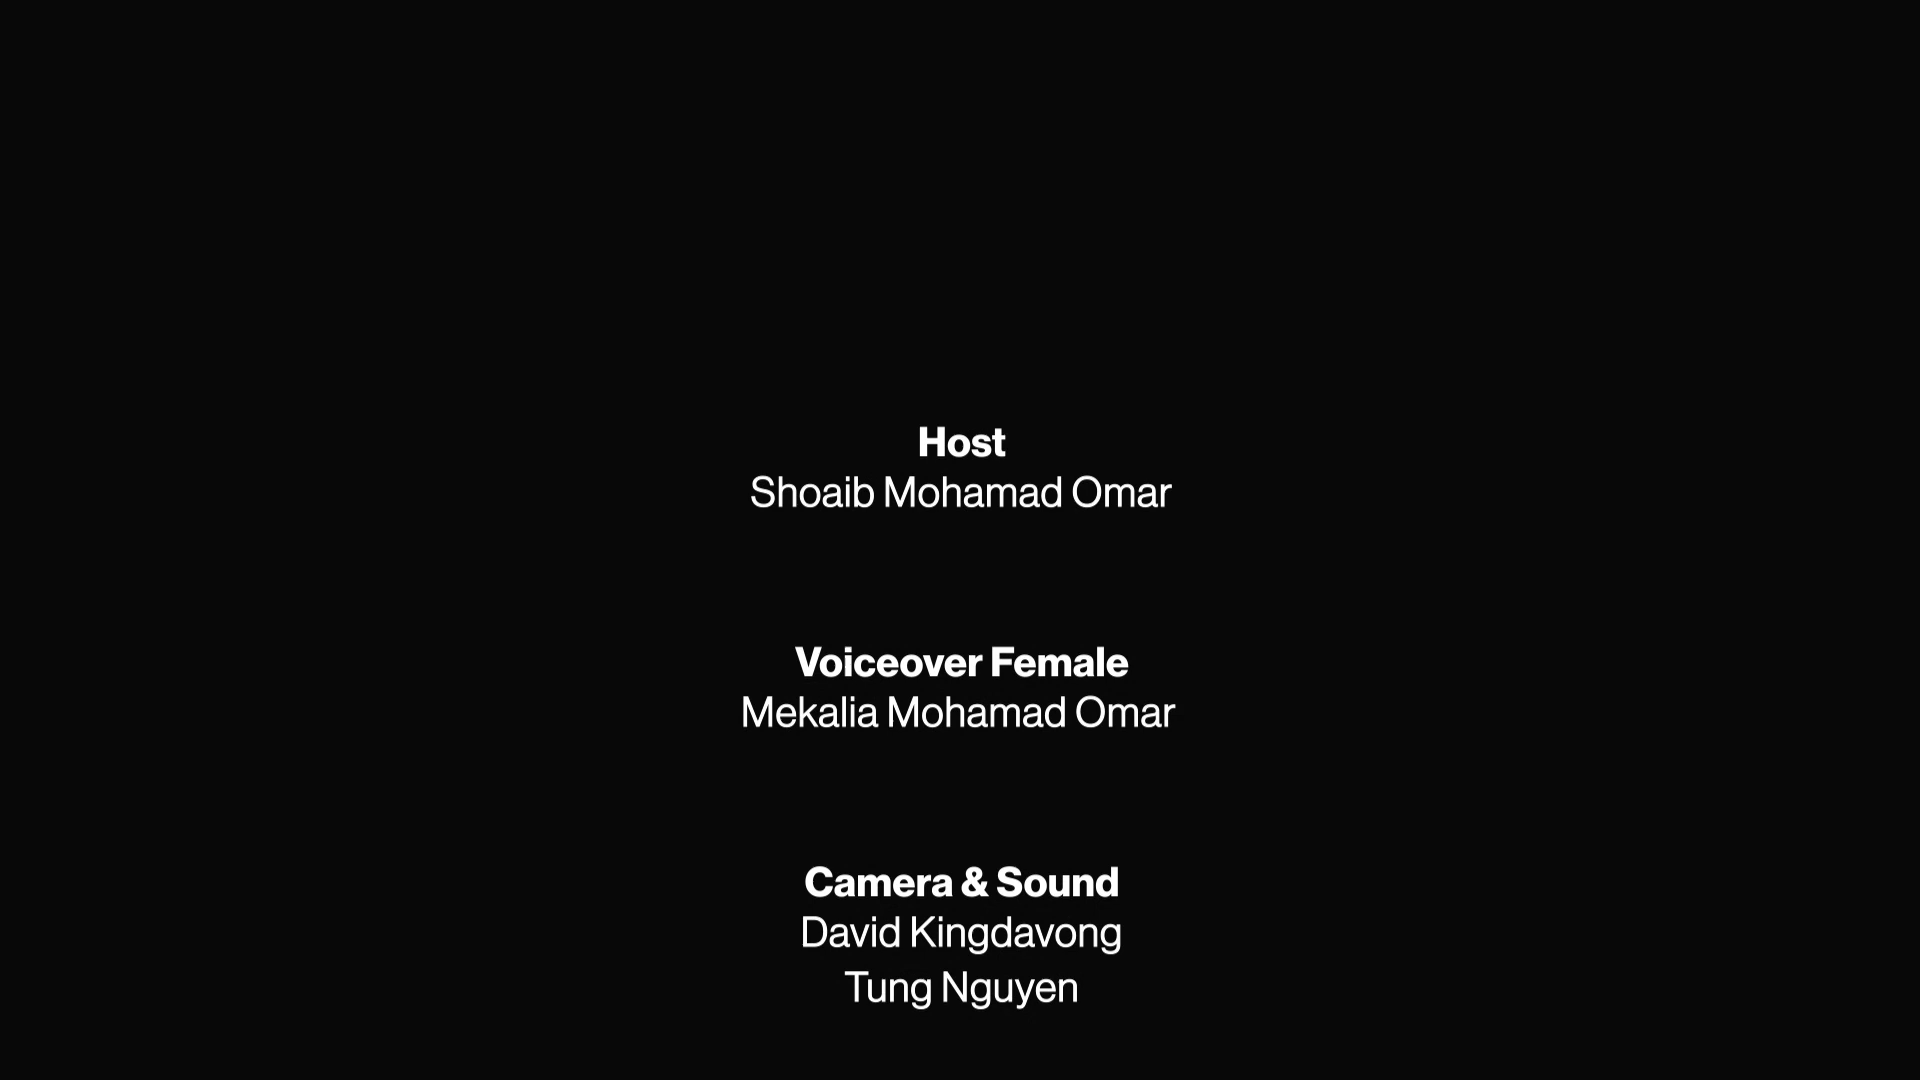 Host
Shoaib Mohamad Omar
Voiceover Female
Mekalia Mohamad Omar
Camera & Sound
David Kingdavong
Tung Nguyen